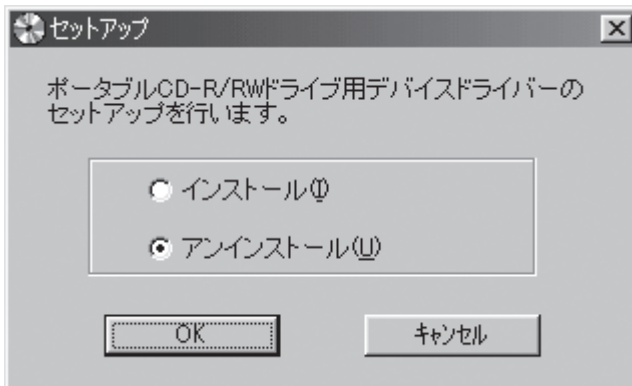 セットアップ
ポータブルCD-R/RWドライブ用デバイスドライバーの
セットアップを行います。
インストール(I)
アンインストール(U)
OK
キャンセル